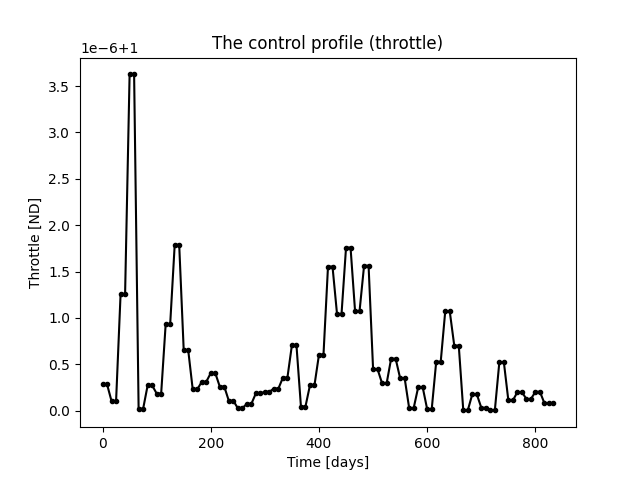 The control profile (throttle)
1e−6+1
3.5
3.0
2.5
2.0
1.5
1.0
0.5
0.0
Throttle [ND]
0 200 400 600 800
Time [days]